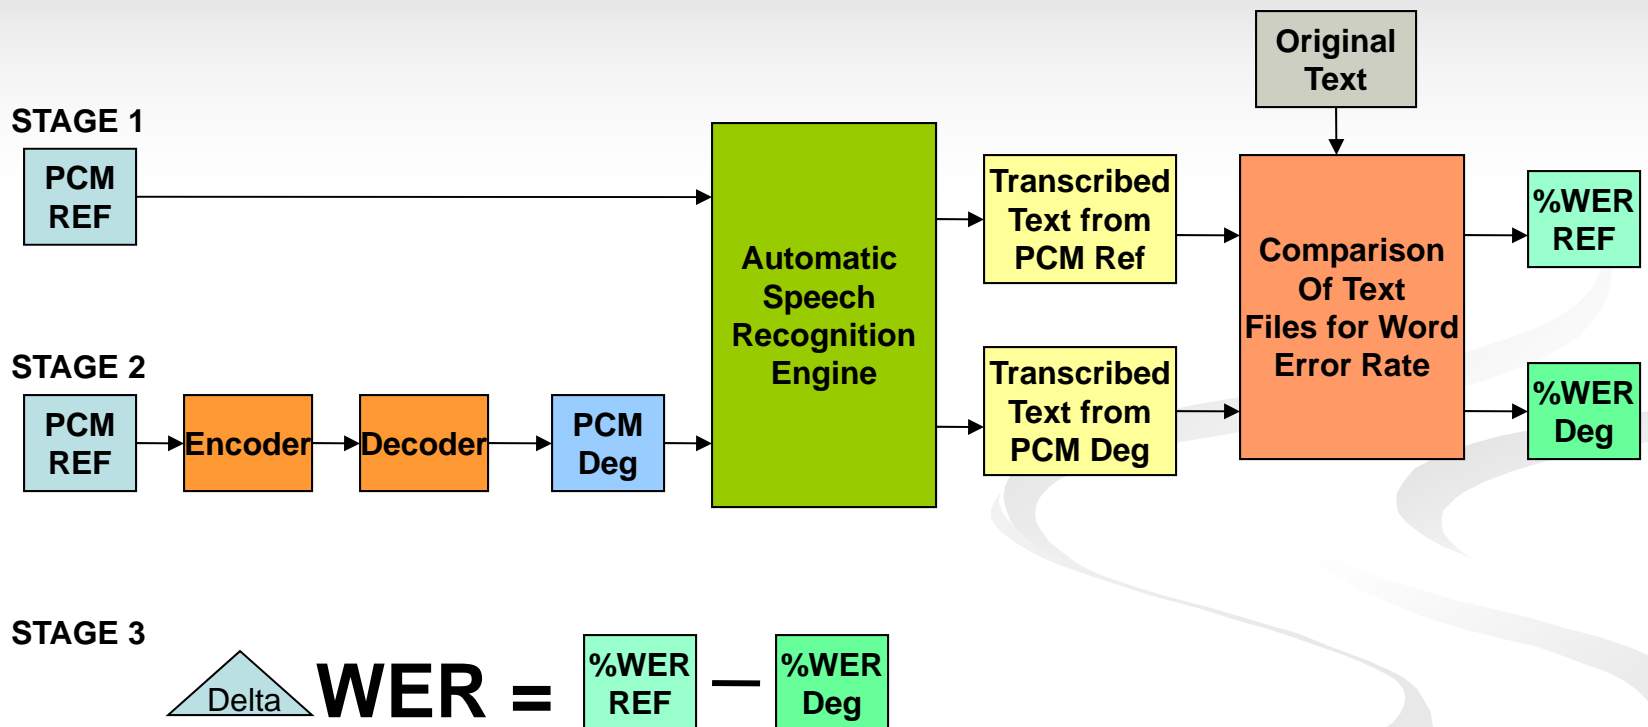 Original
Text
STAGE 1
PCM
REF
Automatic
Speech
Recognition
Engine
Transcribed
Text from
PCM Ref
Comparison
Of Text
Files for Word
Error Rate
%WER
REF
STAGE 2
PCM
REF
Encoder
Decoder
PCM
Deg
Transcribed
Text from
PCM Deg
%WER
Deg
STAGE 3
Delta WER = %WER REF — %WER Deg